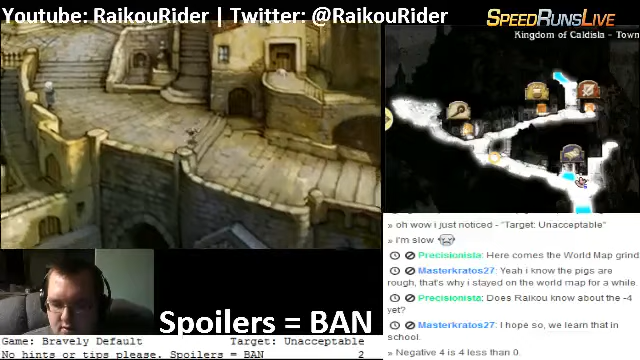 Youtube: RaikouRider | Twitter: @RaikouRider
SPEEDRUNSLIVE
Kingdom of Caldisla - Town
» oh wow i just noticed - "Target: Unacceptable"
» I'm slow
Precisionista: Here comes the World Map grind
Masterkratos27: Yeah i know the pigs are
rough, that's why i stayed on the world map for a while.
Precisionista: Does Raikou know about the -4
yet?
Masterkratos27: I hope so, we learn that in
school.
» Negative 4 is 4 less than 0.
Spoilers = BAN
Game: Bravely Default Target: Unacceptable
No hints or tips please. Spoilers = BAN 2